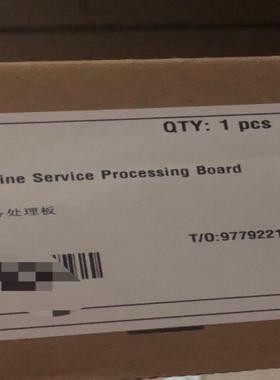 QTY: 1 pcs
ine Service Processing Board
处理板
T/O:9779221